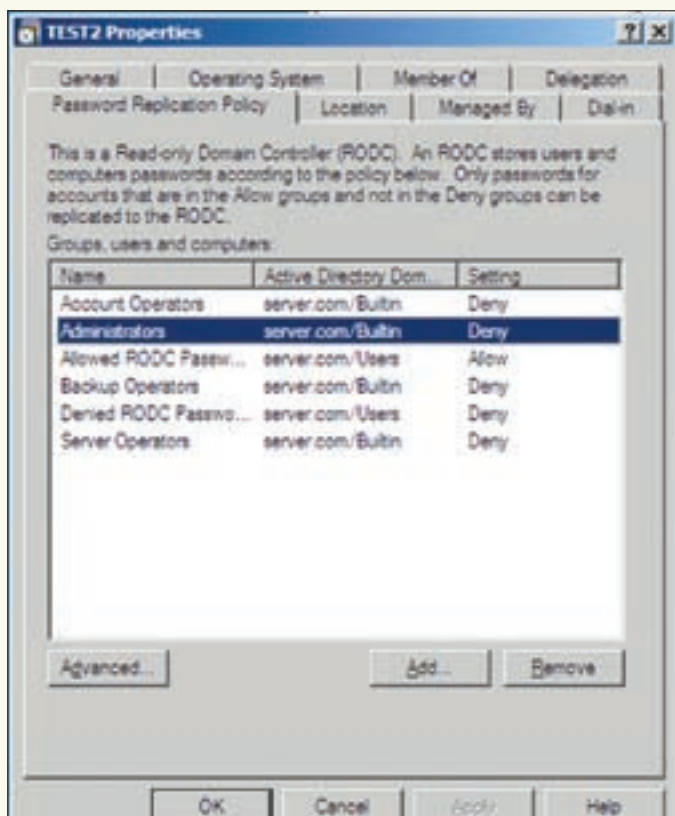 TEST2 Properties
General
Operating System
Member Of
Delegation
Password Replication Policy
Location
Managed By
Dial-in
This is a Read-only Domain Controller (RODC). An RODC stores users and
computers passwords according to the policy below. Only passwords for
accounts that are in the Allow groups and not in the Deny groups can be
replicated to the RODC.
Groups, users and computers:
Name Active Directory Dom... Setting
Account Operators server.com/Builtin Deny
Administrators server.com/Builtin Deny
Allowed RODC Passw... server.com/Users Allow
Backup Operators server.com/Builtin Deny
Denied RODC Passwo... server.com/Users Deny
Server Operators server.com/Builtin Deny
Advanced...
Add...
Remove
OK
Cancel
Apply
Help